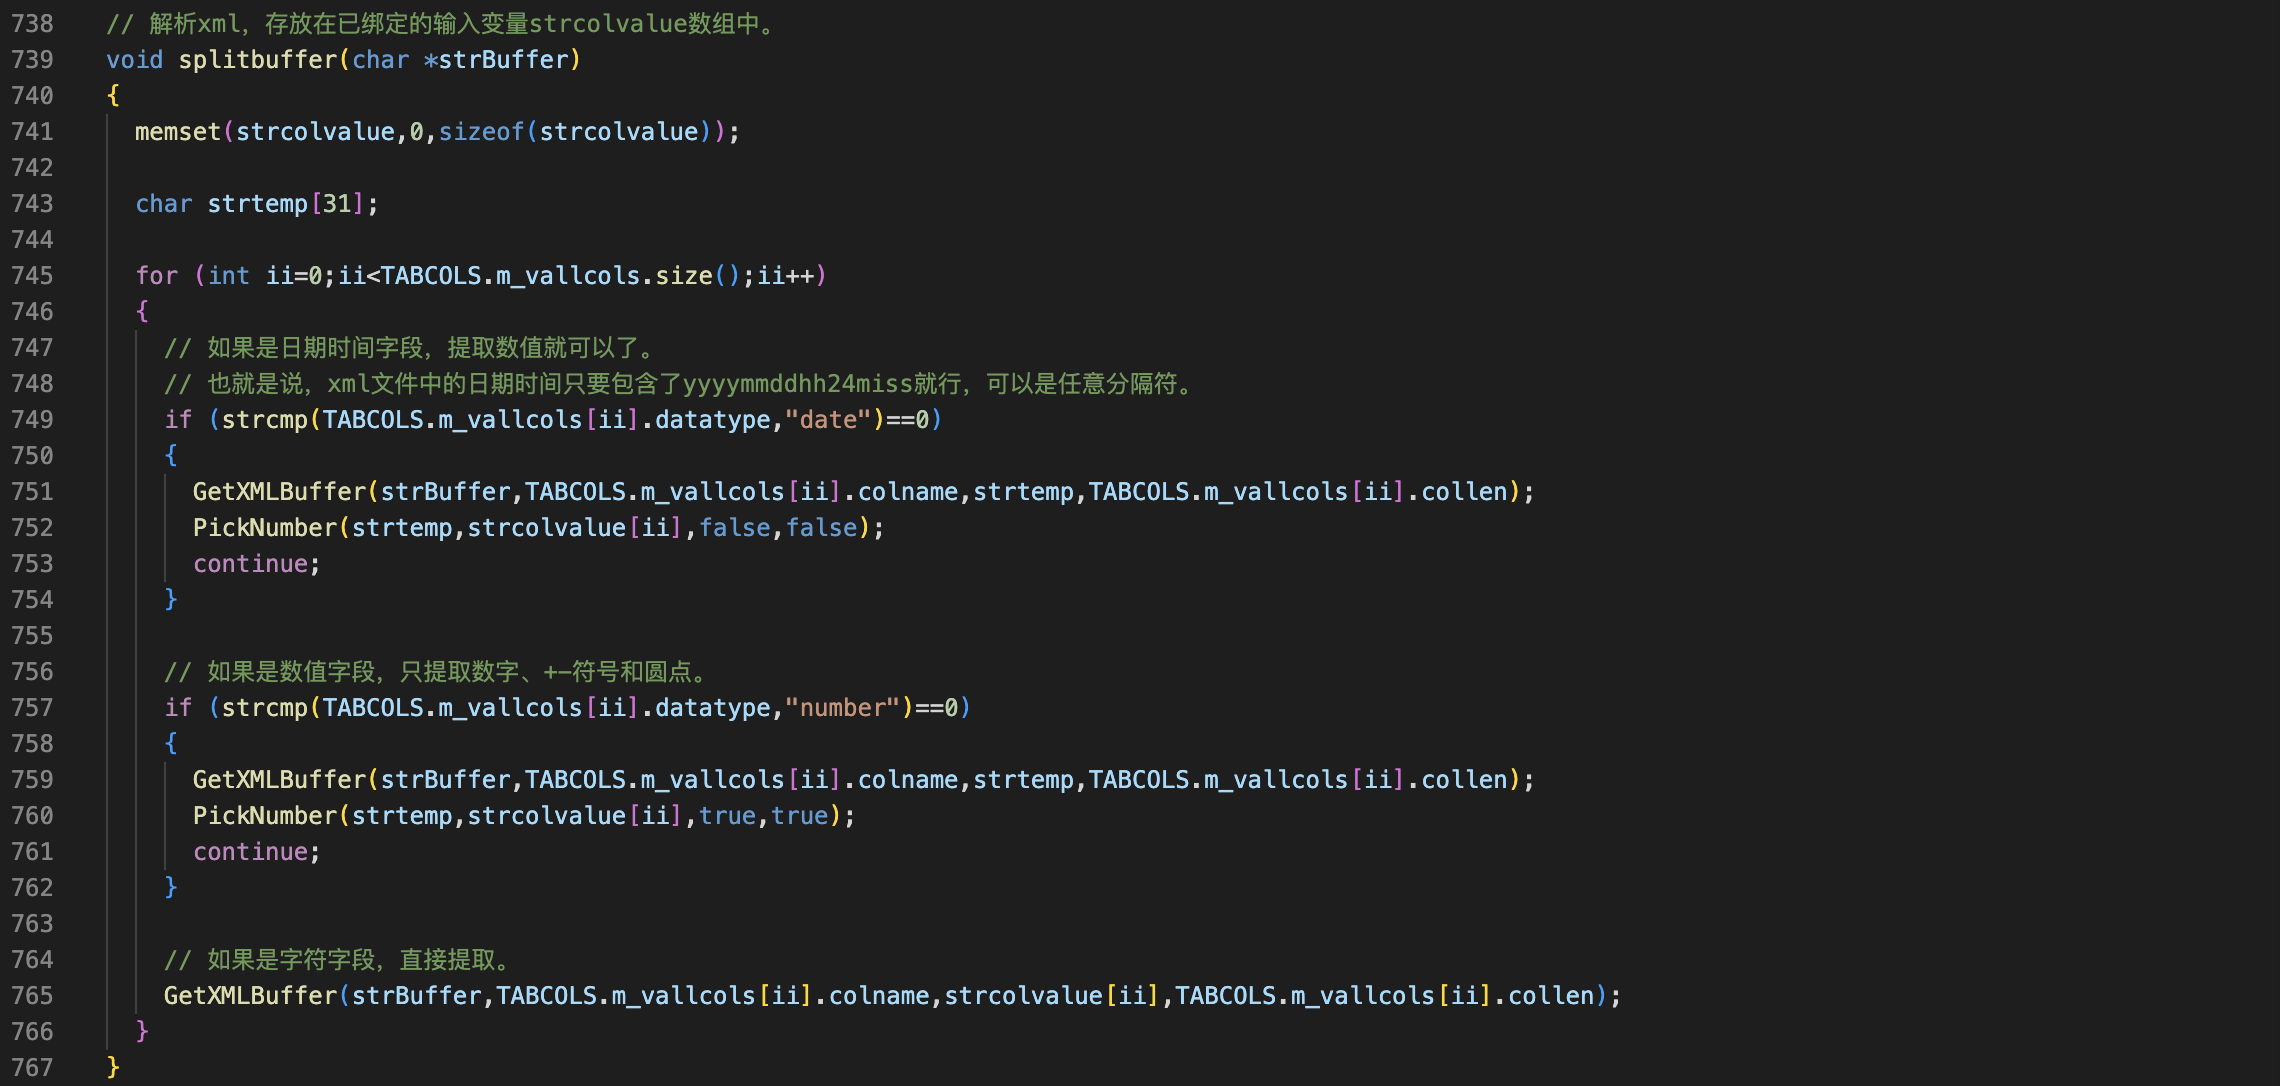 738 // 解析xml，存放在已绑定的输入变量strcolvalue数组中。
739 void splitbuffer(char *strBuffer)
740 {
741 memset(strcolvalue,0,sizeof(strcolvalue));
742
743 char strtemp[31];
744
745 for (int ii=0;ii<TABCOLS.m_vallcols.size();ii++)
746 {
747 // 如果是日期时间字段，提取数值就可以了。
748 // 也就是说，xml文件中的日期时间只要包含了yyyymmddhh24miss就行，可以是任意分隔符。
749 if (strcmp(TABCOLS.m_vallcols[ii].datatype,"date")==0)
750 {
751 GetXMLBuffer(strBuffer,TABCOLS.m_vallcols[ii].colname,strtemp,TABCOLS.m_vallcols[ii].collen);
752 PickNumber(strtemp,strcolvalue[ii],false,false);
753 continue;
754 }
755
756 // 如果是数值字段，只提取数字、+-符号和圆点。
757 if (strcmp(TABCOLS.m_vallcols[ii].datatype,"number")==0)
758 {
759 GetXMLBuffer(strBuffer,TABCOLS.m_vallcols[ii].colname,strtemp,TABCOLS.m_vallcols[ii].collen);
760 PickNumber(strtemp,strcolvalue[ii],true,true);
761 continue;
762 }
763
764 // 如果是字符字段，直接提取。
765 GetXMLBuffer(strBuffer,TABCOLS.m_vallcols[ii].colname,strcolvalue[ii],TABCOLS.m_vallcols[ii].collen);
766 }
767 }